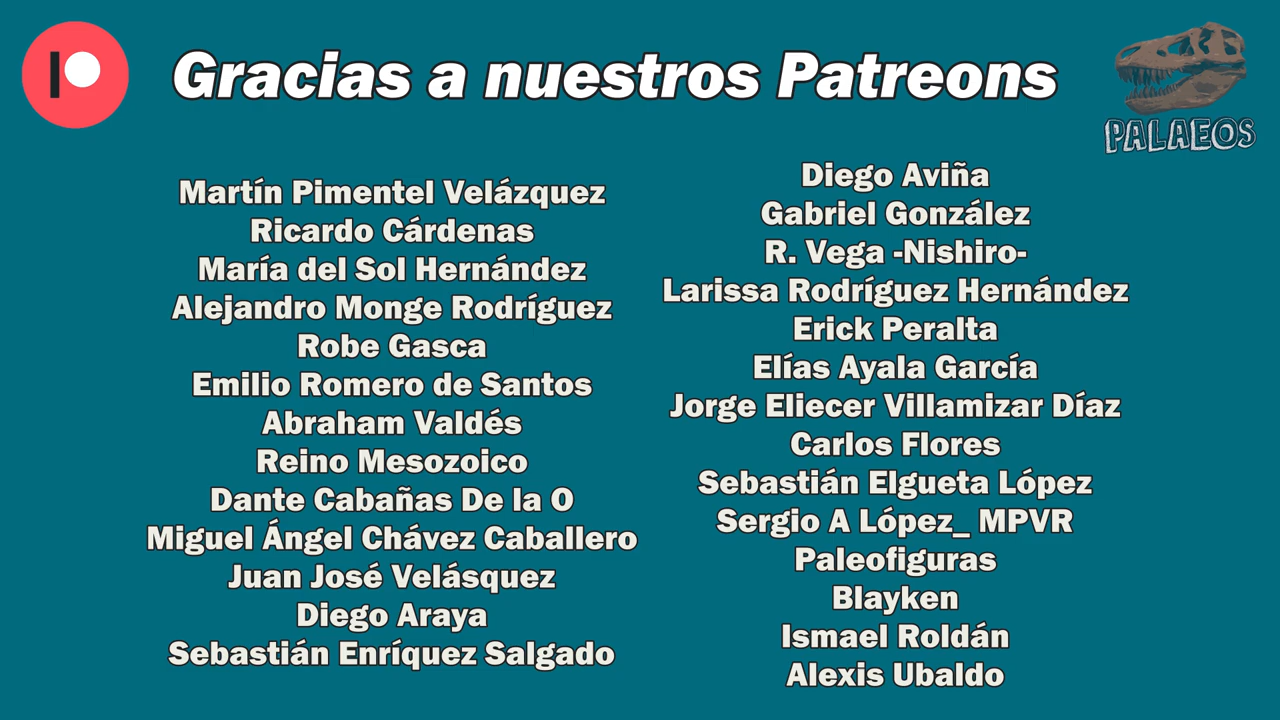 Gracias a nuestros Patreons
PALAEOS
Martín Pimentel Velázquez
Ricardo Cárdenas
María del Sol Hernández
Alejandro Monge Rodríguez
Robe Gasca
Emilio Romero de Santos
Abraham Valdés
Reino Mesozoico
Dante Cabañas De la O
Miguel Ángel Chávez Caballero
Juan José Velásquez
Diego Araya
Sebastián Enríquez Salgado
Diego Aviña
Gabriel González
R. Vega -Nishiro-
Larissa Rodríguez Hernández
Erick Peralta
Elías Ayala García
Jorge Eliecer Villamizar Díaz
Carlos Flores
Sebastián Elgueta López
Sergio A López_ MPVR
Paleofiguras
Blayken
Ismael Roldán
Alexis Ubaldo